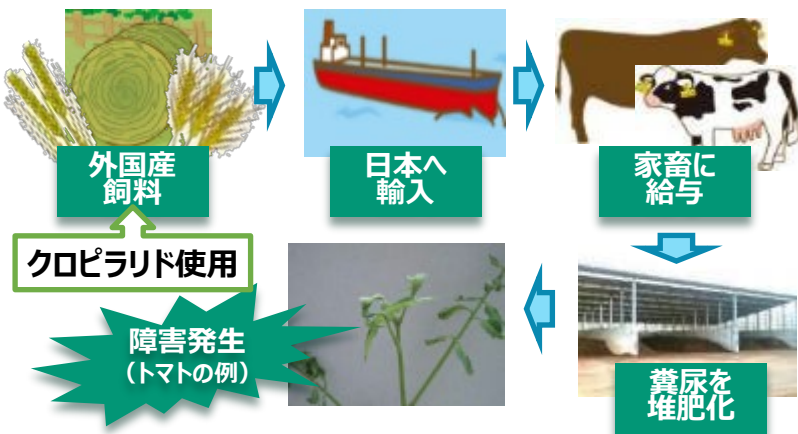 外国産
飼料
日本へ
輸入
家畜に
給与
クロピラリド使用
障害発生
（トマトの例）
糞尿を
堆肥化